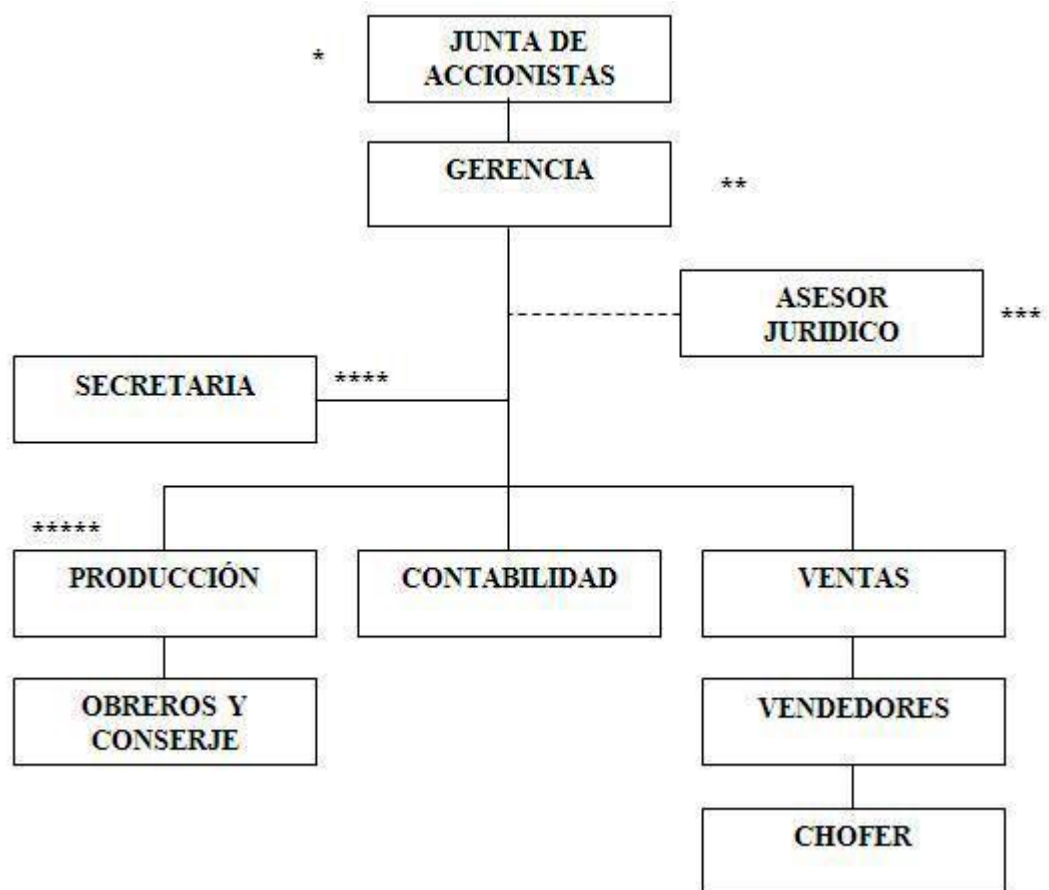 *
JUNTA DE
ACCIONISTAS
GERENCIA
**
ASESOR
JURIDICO
***
SECRETARIA
****
*****
PRODUCCIÓN
CONTABILIDAD
VENTAS
OBREROS Y
CONSERJE
VENDEDORES
CHOFER